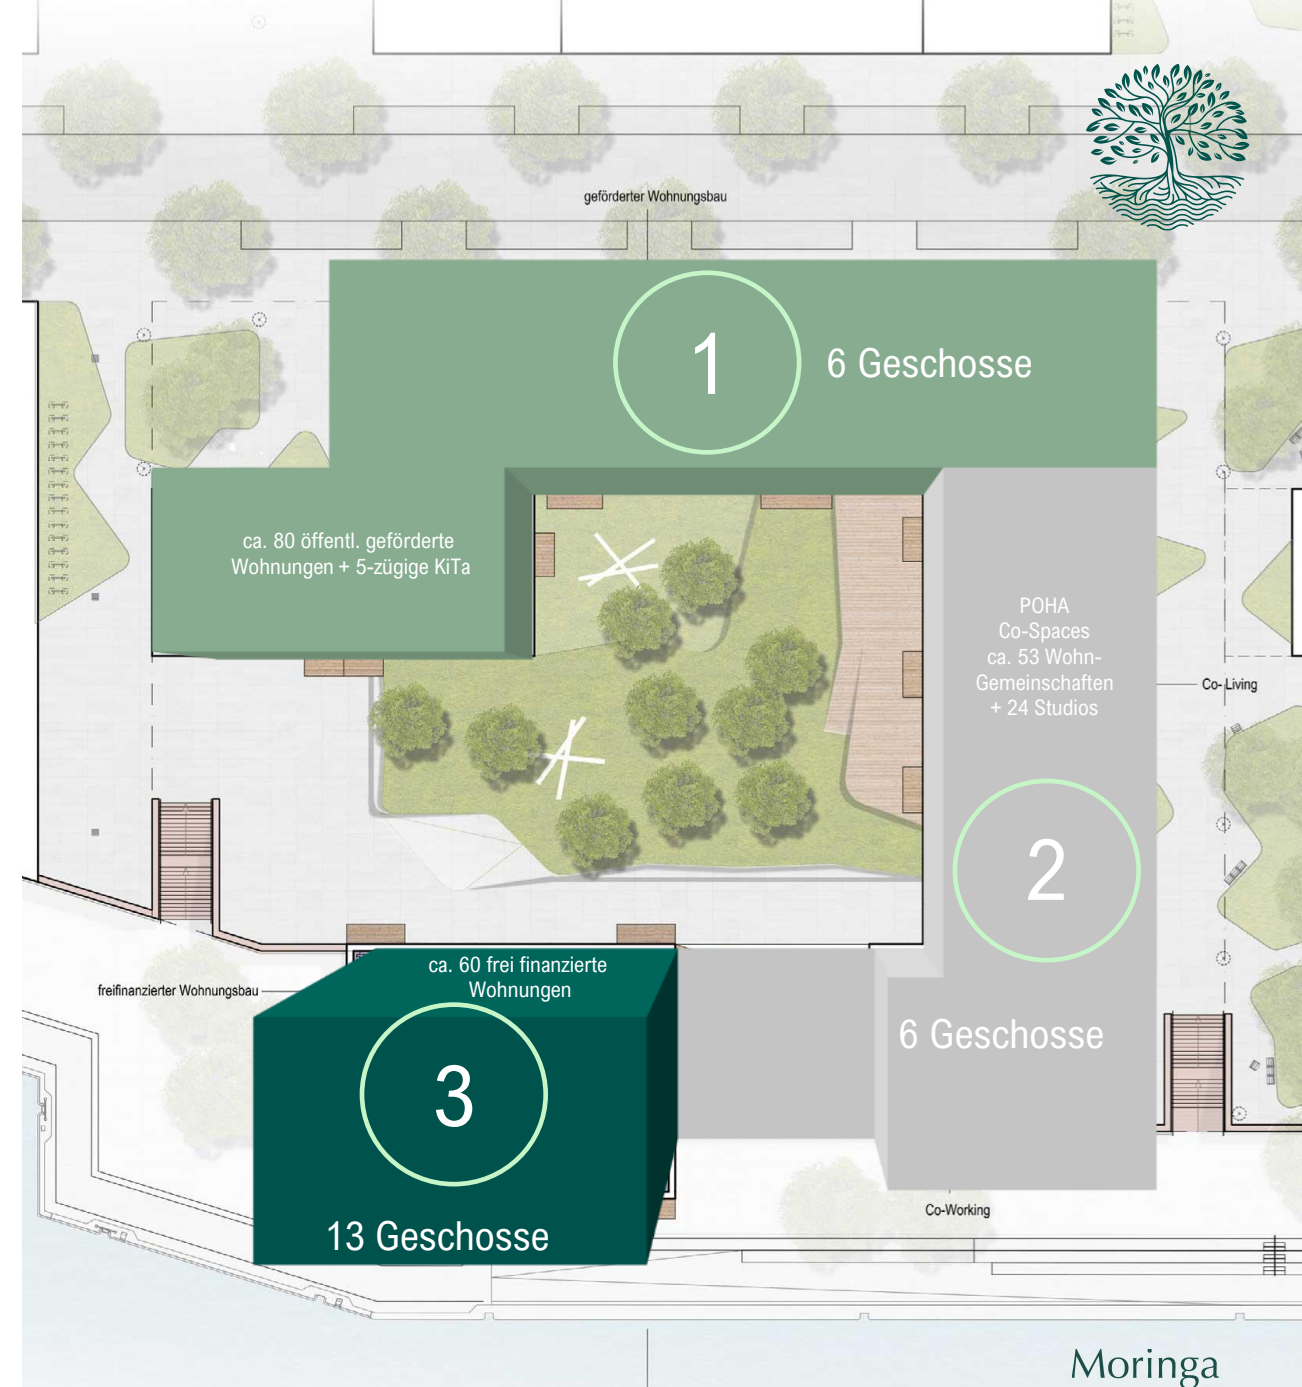 geförderter Wohnungsbau
1
6 Geschosse
ca. 80 öffentl. geförderte
Wohnungen + 5-zügige KiTa
POHA
Co-Spaces
ca. 53 Wohn-
Gemeinschaften
+ 24 Studios
Co- Living
2
6 Geschosse
ca. 60 frei finanzierte
Wohnungen
freifinanzierter Wohnungsbau
3
13 Geschosse
Co-Working
Moringa